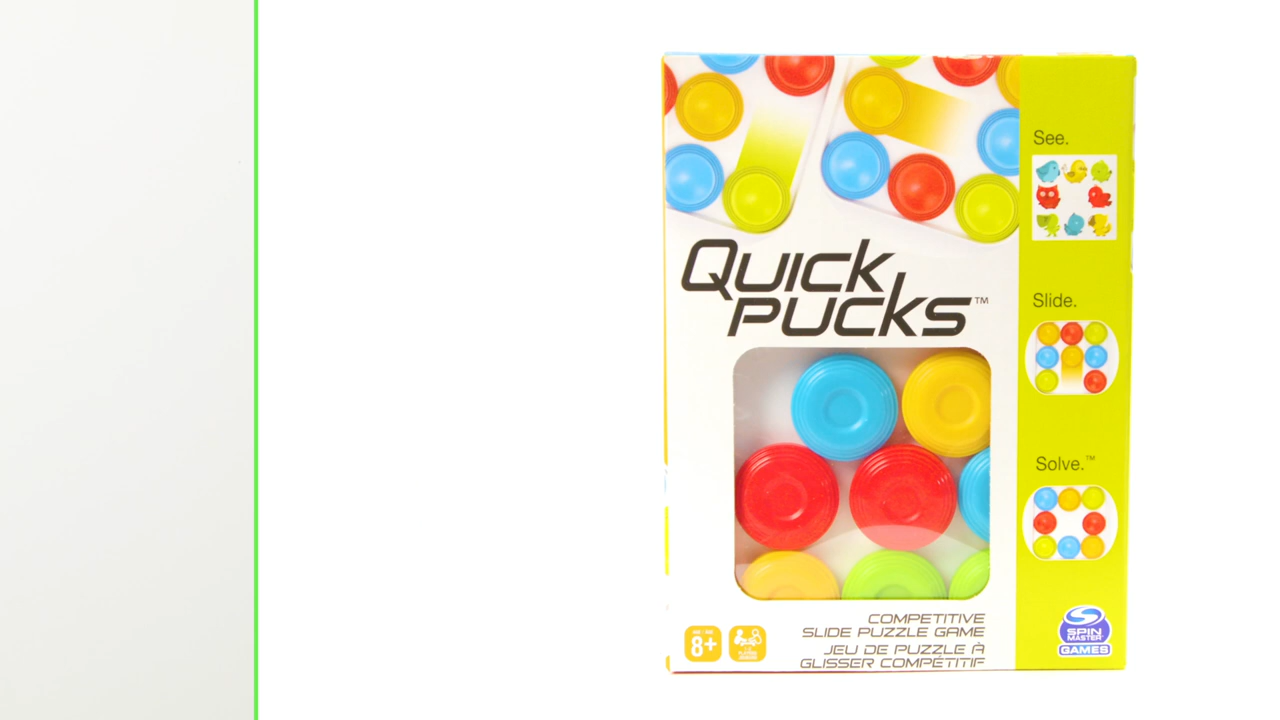 See.
QUICK
PUCKS™
Slide.
Solve.™
COMPETITIVE
SLIDE PUZZLE GAME
JEU DE PUZZLE À
GLISSER COMPÉTITIF
8+
SPIN
MASTER
GAMES